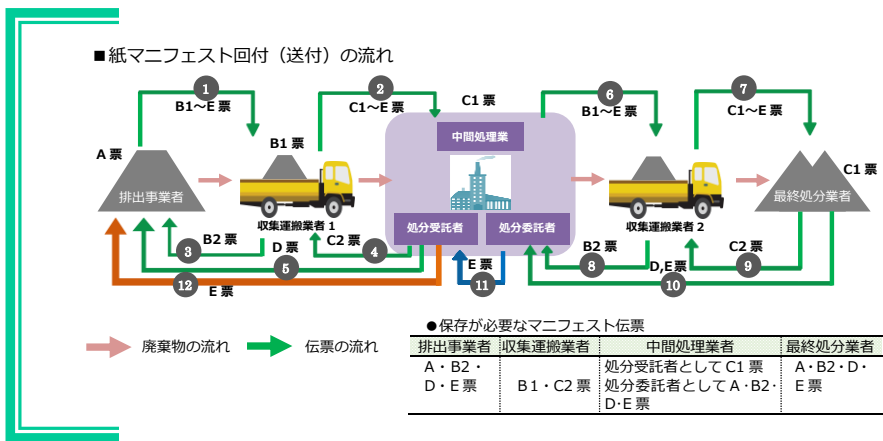 ■紙マニフェスト回付（送付）の流れ
1
2
6
7
B1～E 票
C1～E 票
C1 票
B1～E 票
C1～E 票
A 票
B1 票
中間処理業
C1 票
排出事業者
最終処分業者
収集運搬業者 1
処分受託者
処分委託者
収集運搬業者 2
3
B2 票
D 票
C2 票
4
E 票
B2 票
8
D,E票
C2 票
9
5
12
E 票
11
10
●保存が必要なマニフェスト伝票
廃棄物の流れ
伝票の流れ
排出事業者 収集運搬業者 中間処理業者 最終処分業者
A・B2・
D・E 票
B1・C2 票
処分受託者として C1 票
処分委託者として A・B2・
D・E 票
A・B2・D・
E 票